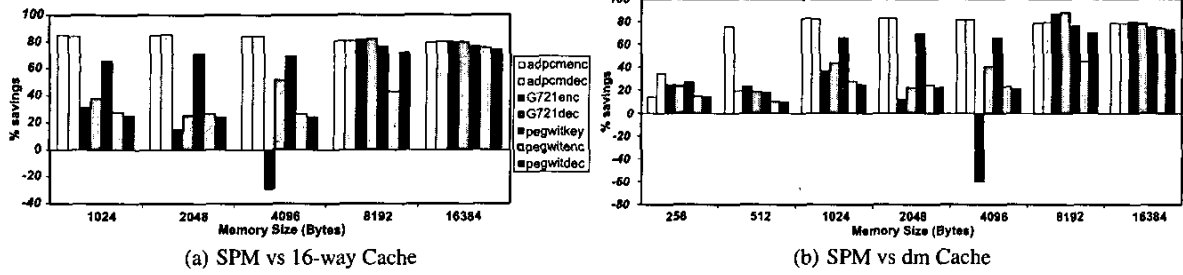 100
80
60
40
20
0
-20
-40
% savings
1024 2048 4096 8192 16384
Memory Size (Bytes)
adpcmenc
adpcmdec
G721enc
G721dec
pegwitkey
pegwitenc
pegwitdec
(a) SPM vs 16-way Cache
80
60
40
20
0
-20
-40
-60
-80
% savings
256 512 1024 2048 4096 8192 16384
Memory Size (Bytes)
(b) SPM vs dm Cache